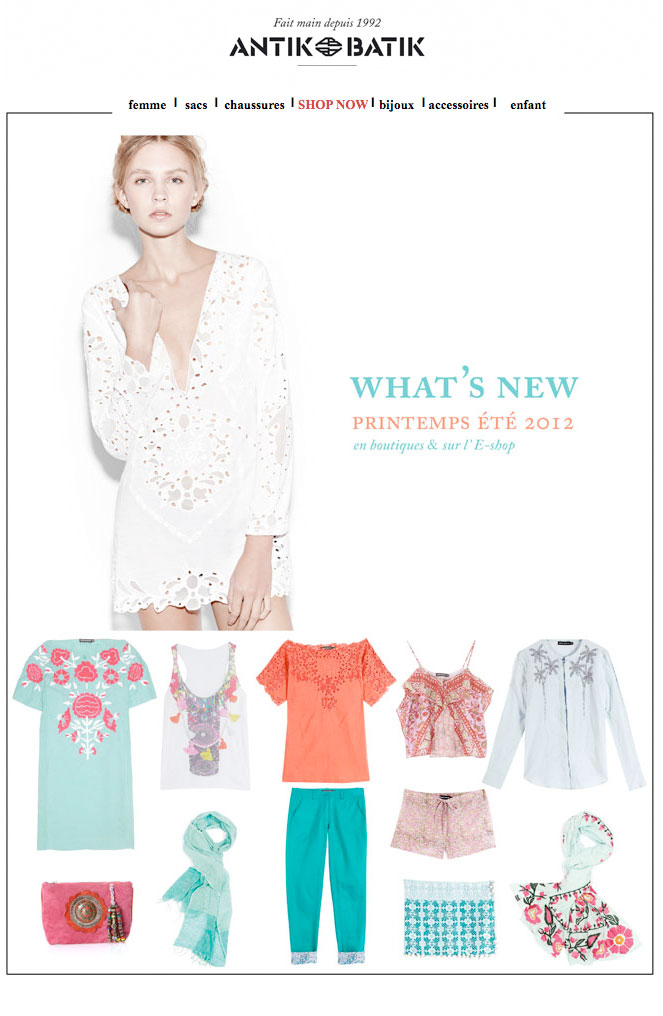 Fait main depuis 1992
ANTIK BATIK
femme | sacs | chaussures | SHOP NOW | bijoux | accessoires | enfant
WHAT'S NEW
PRINTEMPS ÉTÉ 2012
en boutiques & sur l'E-shop